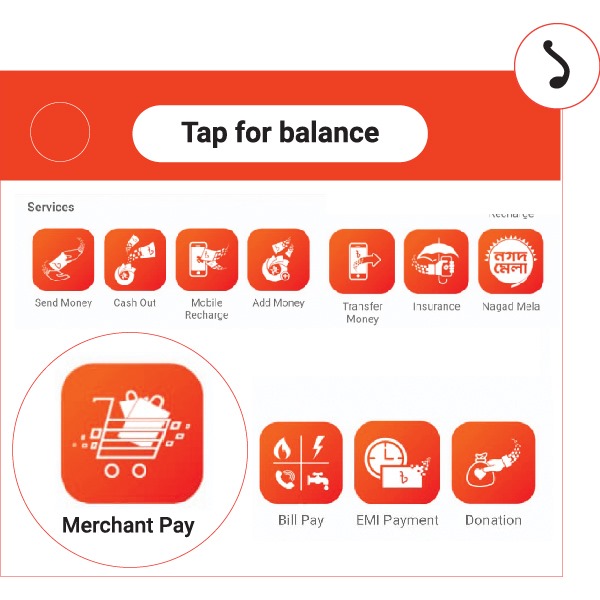 ১
Tap for balance
Services
Recharge
Send Money
Cash Out
Mobile
Recharge
Add Money
Transfer
Money
Insurance
নগদ
মেলা
Nagad Mela
Merchant Pay
Bill Pay
EMI Payment
Donation